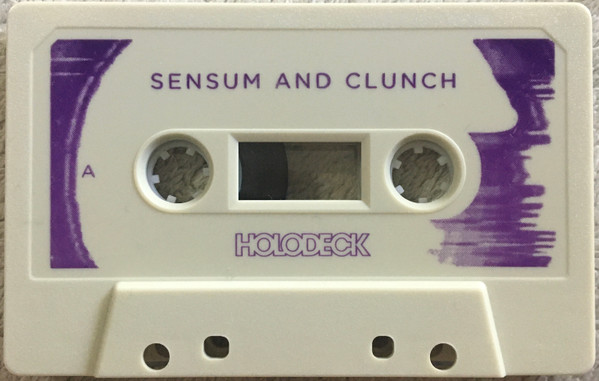 SENSUM AND CLUNCH
A
HOLODECK